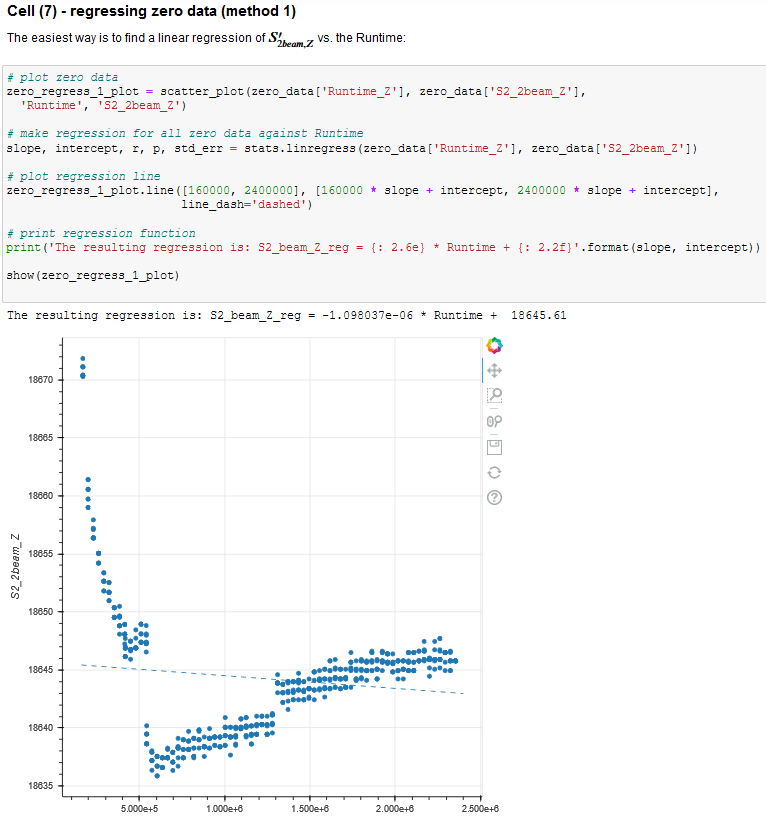 Cell (7) - regressing zero data (method 1)
The easiest way is to find a linear regression of S′2beam,Z vs. the Runtime:
# plot zero data
zero_regress_1_plot = scatter_plot(zero_data['Runtime_Z'], zero_data['S2_2beam_Z'],
'Runtime', 'S2_2beam_Z')
# make regression for all zero data against Runtime
slope, intercept, r, p, std_err = stats.linregress(zero_data['Runtime_Z'], zero_data['S2_2beam_Z'])
# plot regression line
zero_regress_1_plot.line([160000, 2400000], [160000 * slope + intercept, 2400000 * slope + intercept],
line_dash='dashed')
# print regression function
print('The resulting regression is: S2_beam_Z_reg = {: 2.6e} * Runtime + {: 2.2f}'.format(slope, intercept))
show(zero_regress_1_plot)
The resulting regression is: S2_beam_Z_reg = -1.098037e-06 * Runtime +  18645.61
18670
18665
18660
18655
18650
18645
18640
18635
S2_2beam_Z
5.000e+5
1.000e+6
1.500e+6
2.000e+6
2.500e+6